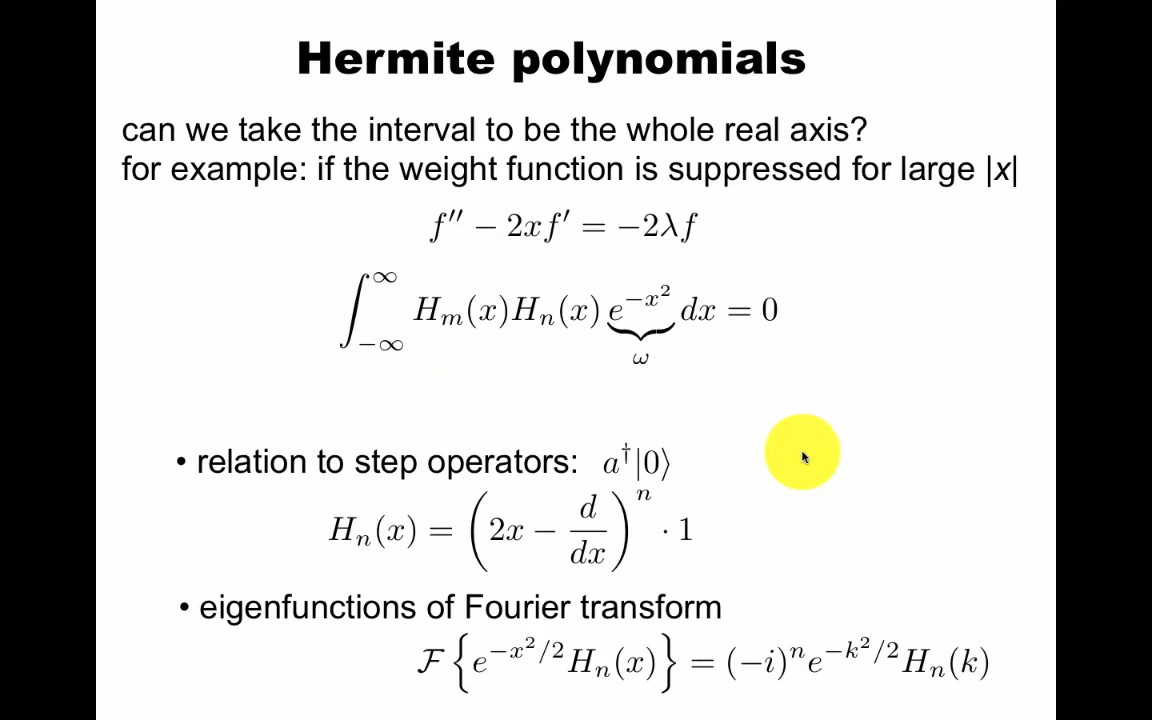 Hermite polynomials
can we take the interval to be the whole real axis?
for example: if the weight function is suppressed for large |x|
f′′ − 2xf′ = −2λf
∫_{−∞}^{∞} H_m(x)H_n(x) e^{−x²} dx = 0
ω
• relation to step operators: a†|0⟩
H_n(x) = (2x − d/dx)^n · 1
• eigenfunctions of Fourier transform
ℱ{e^{−x²/2}H_n(x)} = (−i)^n e^{−k²/2}H_n(k)